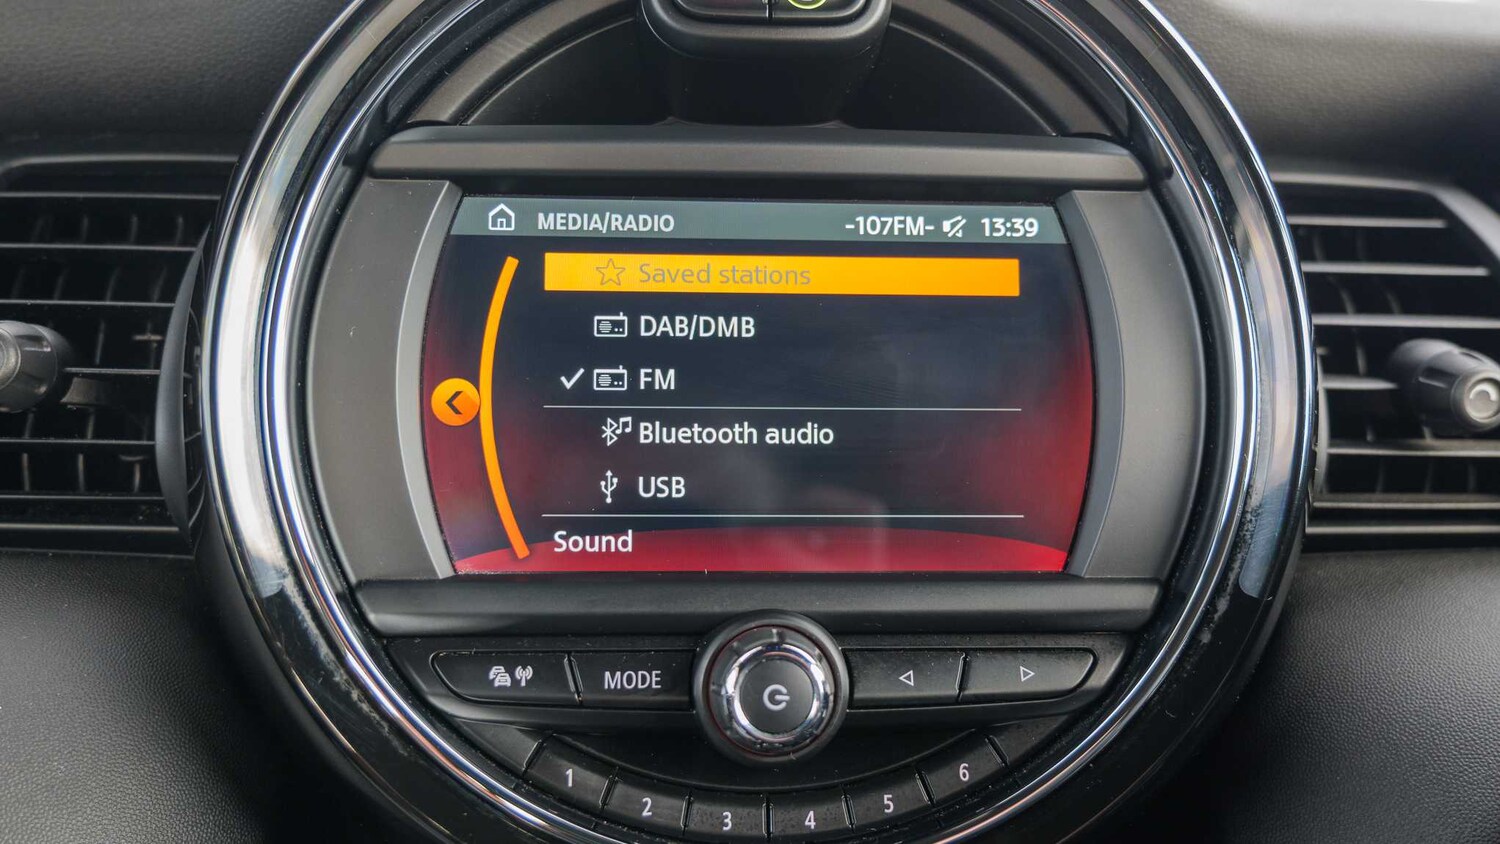 MEDIA/RADIO -107FM- 13:39
Saved stations
DAB/DMB
FM
Bluetooth audio
USB
Sound
MODE
1 2 3 4 5 6